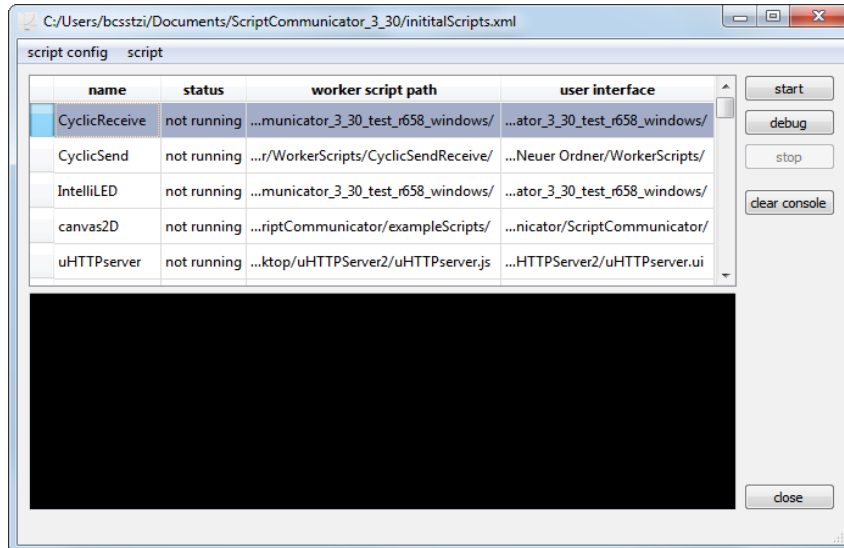 C:/Users/bcsstzi/Documents/ScriptCommunicator_3_30/inititalScripts.xml
script config script
name status worker script path user interface
CyclicReceive not running ...municator_3_30_test_r658_windows/ ...ator_3_30_test_r658_windows/
CyclicSend not running ...r/WorkerScripts/CyclicSendReceive/ ...Neuer Ordner/WorkerScripts/
IntelliLED not running ...municator_3_30_test_r658_windows/ ...ator_3_30_test_r658_windows/
canvas2D not running ...riptCommunicator/exampleScripts/ ...nicator/ScriptCommunicator/
uHTTPserver not running ...ktop/uHTTPServer2/uHTTPserver.js ...HTTPServer2/uHTTPserver.ui
start
debug
stop
clear console
close